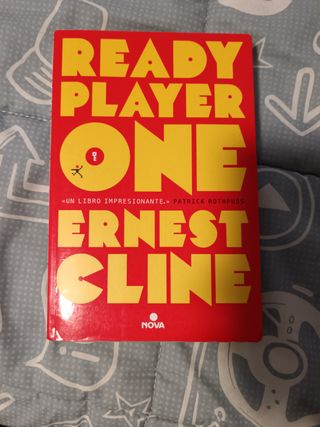 READY
PLAYER
ONE
«UN LIBRO IMPRESIONANTE.» PATRICK ROTHFUSS
ERNEST
CLINE
NOVA